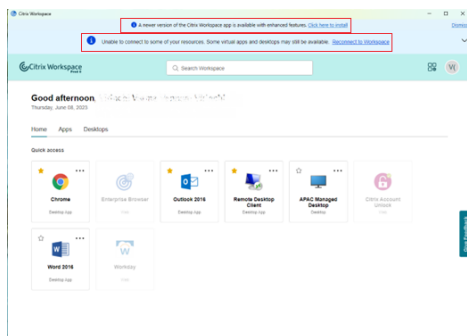 Citrix Workspace
A newer version of the Citrix Workspace app is available with enhanced features. Click here to install
Dismiss
Unable to connect to some of your resources. Some virtual apps and desktops may still be available. Reconnect to Workspace
Citrix Workspace
Search Workspace
Good afternoon,
Thursday, June 08, 2023
Home Apps Desktops
Quick access
Chrome
Desktop App
Enterprise Browser
Outlook 2016
Desktop App
Remote Desktop
Client
Desktop App
APAC Managed
Desktop
Desktop
Citrix Account
Unlock
Word 2016
Desktop App
Workday
Give Feedback